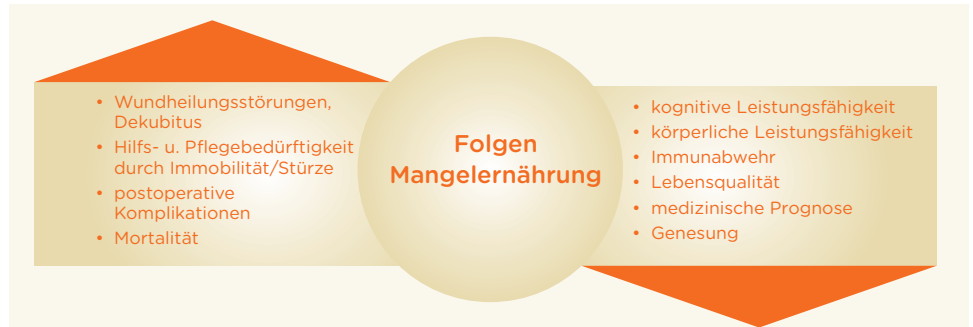 • Wundheilungsstörungen,
Dekubitus
• Hilfs- u. Pflegebedürftigkeit
durch Immobilität/Stürze
• postoperative
Komplikationen
• Mortalität
Folgen
Mangelernährung
• kognitive Leistungsfähigkeit
• körperliche Leistungsfähigkeit
• Immunabwehr
• Lebensqualität
• medizinische Prognose
• Genesung